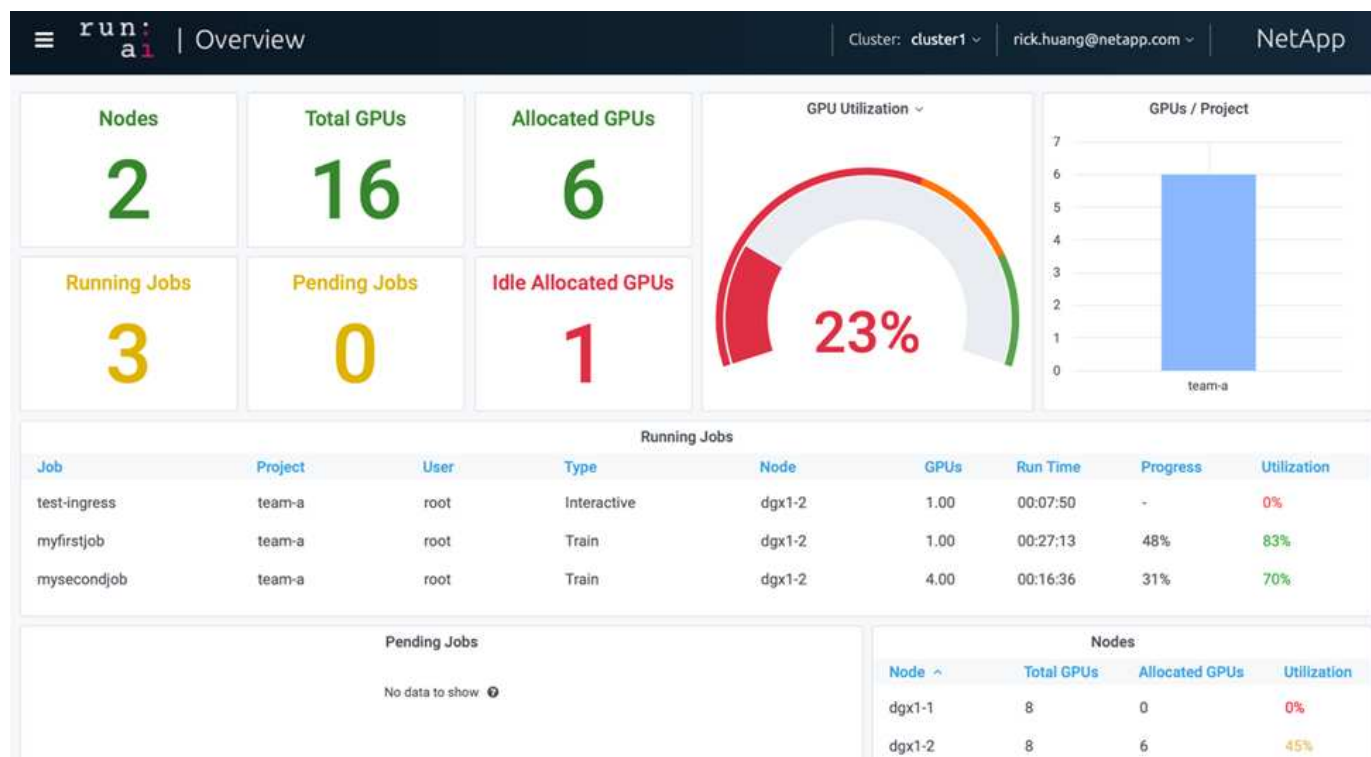 run: ai | Overview Cluster: cluster1 rick.huang@netapp.com NetApp
Nodes
2
Total GPUs
16
Allocated GPUs
6
Running Jobs
3
Pending Jobs
0
Idle Allocated GPUs
1
GPU Utilization
23%
GPUs / Project
7
6
5
4
3
2
1
0
team-a
Running Jobs
Job Project User Type Node GPUs Run Time Progress Utilization
test-ingress team-a root Interactive dgx1-2 1.00 00:07:50 - 0%
myfirstjob team-a root Train dgx1-2 1.00 00:27:13 48% 83%
mysecondjob team-a root Train dgx1-2 4.00 00:16:36 31% 70%
Pending Jobs
No data to show
Nodes
Node Total GPUs Allocated GPUs Utilization
dgx1-1 8 0 0%
dgx1-2 8 6 45%